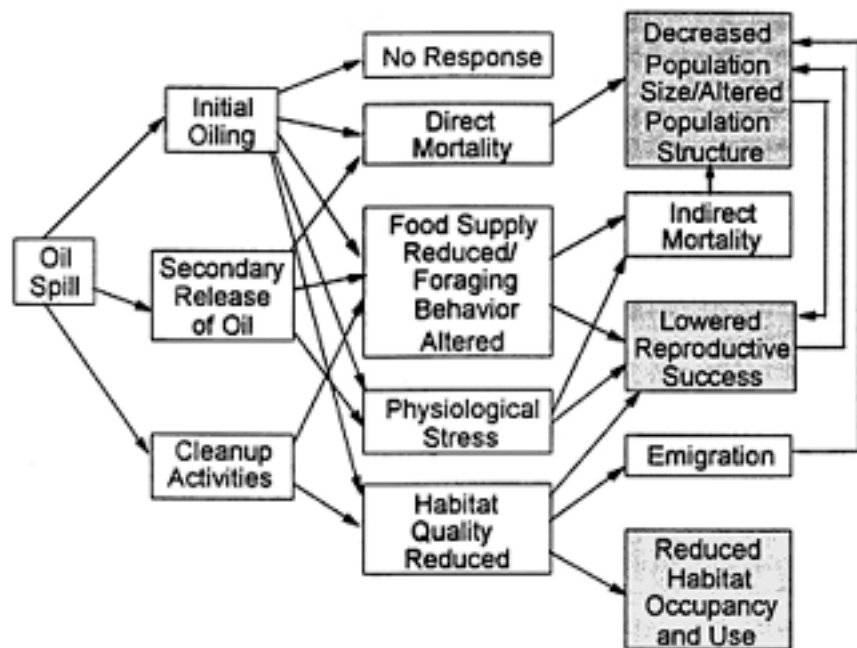 Oil
Spill
Initial
Oiling
Secondary
Release
of Oil
Cleanup
Activities
No Response
Direct
Mortality
Food Supply
Reduced/
Foraging
Behavior
Altered
Physiological
Stress
Habitat
Quality
Reduced
Decreased
Population
Size/Altered
Population
Structure
Indirect
Mortality
Lowered
Reproductive
Success
Emigration
Reduced
Habitat
Occupancy
and Use